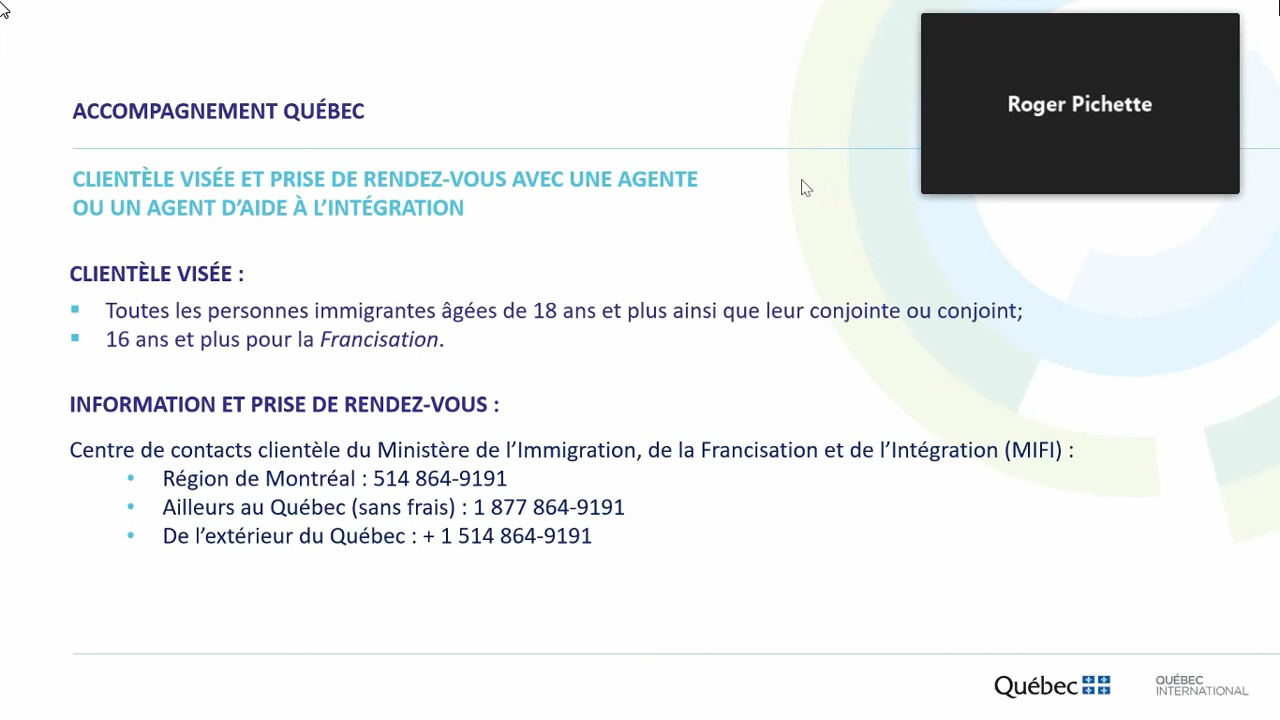 ACCOMPAGNEMENT QUÉBEC
Roger Pichette
CLIENTÈLE VISÉE ET PRISE DE RENDEZ-VOUS AVEC UNE AGENTE
OU UN AGENT D'AIDE À L'INTÉGRATION
CLIENTÈLE VISÉE :
▪ Toutes les personnes immigrantes âgées de 18 ans et plus ainsi que leur conjointe ou conjoint;
▪ 16 ans et plus pour la Francisation.
INFORMATION ET PRISE DE RENDEZ-VOUS :
Centre de contacts clientèle du Ministère de l'Immigration, de la Francisation et de l'Intégration (MIFI) :
• Région de Montréal : 514 864-9191
• Ailleurs au Québec (sans frais) : 1 877 864-9191
• De l'extérieur du Québec : + 1 514 864-9191
Québec
QUÉBEC
INTERNATIONAL